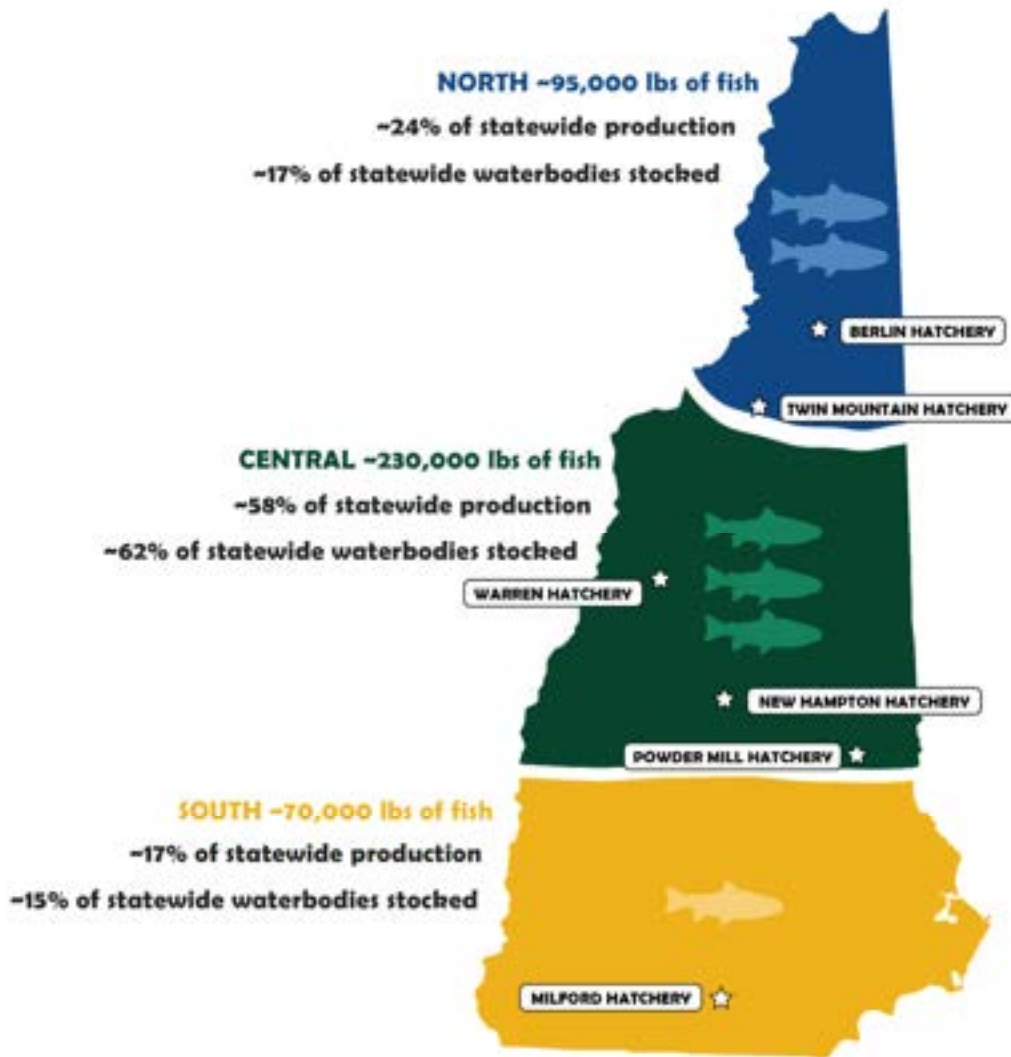 NORTH ~95,000 lbs of fish
~24% of statewide production
~17% of statewide waterbodies stocked
BERLIN HATCHERY
TWIN MOUNTAIN HATCHERY
CENTRAL ~230,000 lbs of fish
~58% of statewide production
~62% of statewide waterbodies stocked
WARREN HATCHERY
NEW HAMPTON HATCHERY
POWDER MILL HATCHERY
SOUTH ~70,000 lbs of fish
~17% of statewide production
~15% of statewide waterbodies stocked
MILFORD HATCHERY